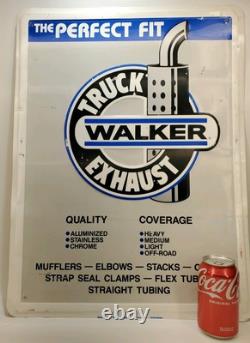 THE PERFECT FIT
TRUCK
WALKER
EXHAUST
QUALITY COVERAGE
•ALUMINIZED •HEAVY
•STAINLESS •MEDIUM
•CHROME •LIGHT
•OFF-ROAD
MUFFLERS — ELBOWS — STACKS — C
STRAP SEAL CLAMPS — FLEX TUB
STRAIGHT TUBING
Coca-Cola